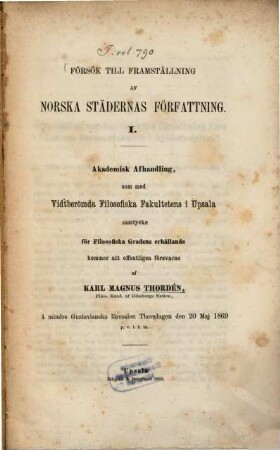 FÖRSÖK TILL FRAMSTÄLLNING
AF
NORSKA STÄDERNAS FÖRFATTNING.
I.
Akademisk Afhandling,
som med
Vidtberömda Filosofiska Fakultetens i Upsala
samtycke
för Filosofiska Gradens erhållande
kommer att offentligen försvaras
af
KARL MAGNUS THORDÉN,
Filos. Kand. af Göteborgs Nation,
å mindre Gustavianska lärosalen Thorsdagen den 20 Maj 1869
p. v. t. f. m.
Upsala